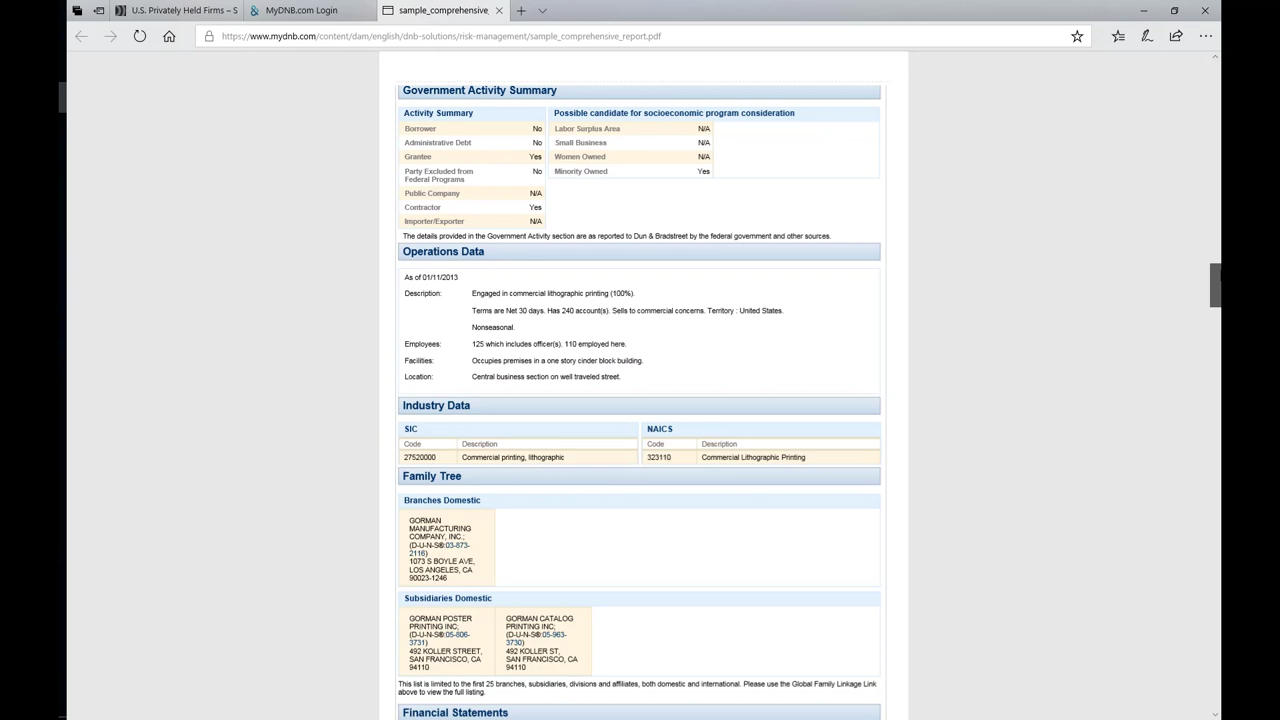 U.S. Privately Held Firms – S
MyDNB.com Login
sample_comprehensive_
https://www.mydnb.com/content/dam/english/dnb-solutions/risk-management/sample_comprehensive_report.pdf
Government Activity Summary
Activity Summary
Possible candidate for socioeconomic program consideration
Borrower No
Labor Surplus Area N/A
Administrative Debt No
Small Business N/A
Grantee Yes
Women Owned N/A
Party Excluded from
Federal Programs
No
Minority Owned Yes
Public Company N/A
Contractor Yes
Importer/Exporter N/A
The details provided in the Government Activity section are as reported to Dun & Bradstreet by the federal government and other sources.
Operations Data
As of 01/11/2013
Description: Engaged in commercial lithographic printing (100%).
Terms are Net 30 days. Has 240 account(s). Sells to commercial concerns. Territory : United States.
Nonseasonal.
Employees: 125 which includes officer(s). 110 employed here.
Facilities: Occupies premises in a one story cinder block building.
Location: Central business section on well traveled street.
Industry Data
SIC
NAICS
Code Description
Code Description
27520000 Commercial printing, lithographic
323110 Commercial Lithographic Printing
Family Tree
Branches Domestic
GORMAN
MANUFACTURING
COMPANY, INC.;
(D-U-N-S®:03-873-
2116)
1073 S BOYLE AVE,
LOS ANGELES, CA
90023-1246
Subsidiaries Domestic
GORMAN POSTER
PRINTING INC;
(D-U-N-S®:05-806-
3731)
492 KOLLER STREET,
SAN FRANCISCO, CA
94110
GORMAN CATALOG
PRINTING INC;
(D-U-N-S®:05-963-
3730)
492 KOLLER ST,
SAN FRANCISCO, CA
94110
This list is limited to the first 25 branches, subsidiaries, divisions and affiliates, both domestic and international. Please use the Global Family Linkage Link
above to view the full listing.
Financial Statements